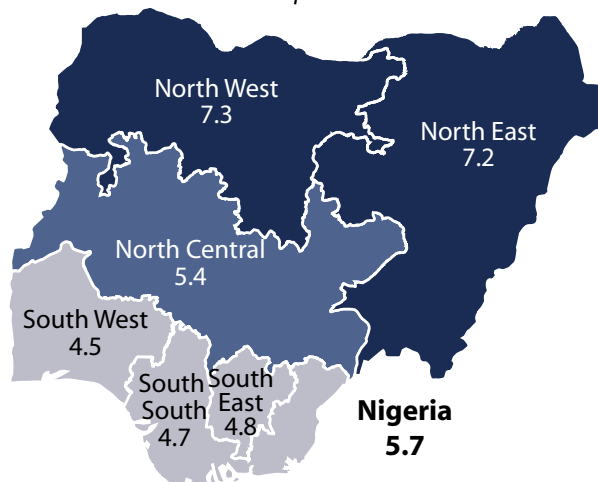 North West
7.3
North East
7.2
North Central
5.4
South West
4.5
South
South
4.7
South
East
4.8
Nigeria
5.7